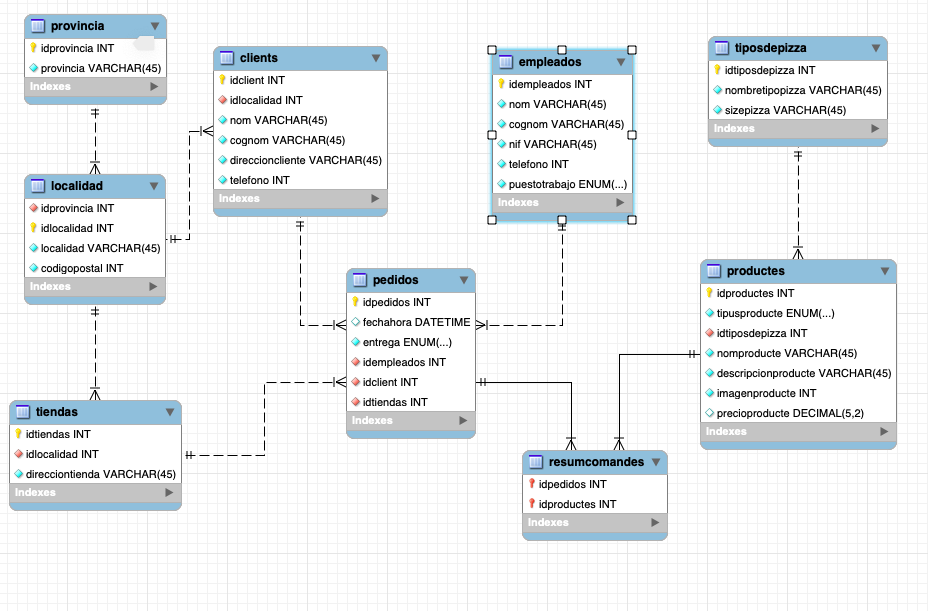 provincia
idprovincia INT
provincia VARCHAR(45)
Indexes
clients
idclient INT
idlocalidad INT
nom VARCHAR(45)
cognom VARCHAR(45)
direccioncliente VARCHAR(45)
telefono INT
Indexes
empleados
idempleados INT
nom VARCHAR(45)
cognom VARCHAR(45)
nif VARCHAR(45)
telefono INT
puestotrabajo ENUM(...)
Indexes
tiposdepizza
idtiposdepizza INT
nombretipopizza VARCHAR(45)
sizepizza VARCHAR(45)
Indexes
localidad
idprovincia INT
idlocalidad INT
localidad VARCHAR(45)
codigopostal INT
Indexes
pedidos
idpedidos INT
fechahora DATETIME
entrega ENUM(...)
idempleados INT
idclient INT
idtiendas INT
Indexes
productes
idproductes INT
tipusproducte ENUM(...)
idtiposdepizza INT
nomproducte VARCHAR(45)
descripcionproducte VARCHAR(45)
imagenproducte INT
precioproducte DECIMAL(5,2)
Indexes
tiendas
idtiendas INT
idlocalidad INT
direcciontienda VARCHAR(45)
Indexes
resumcomandes
idpedidos INT
idproductes INT
Indexes